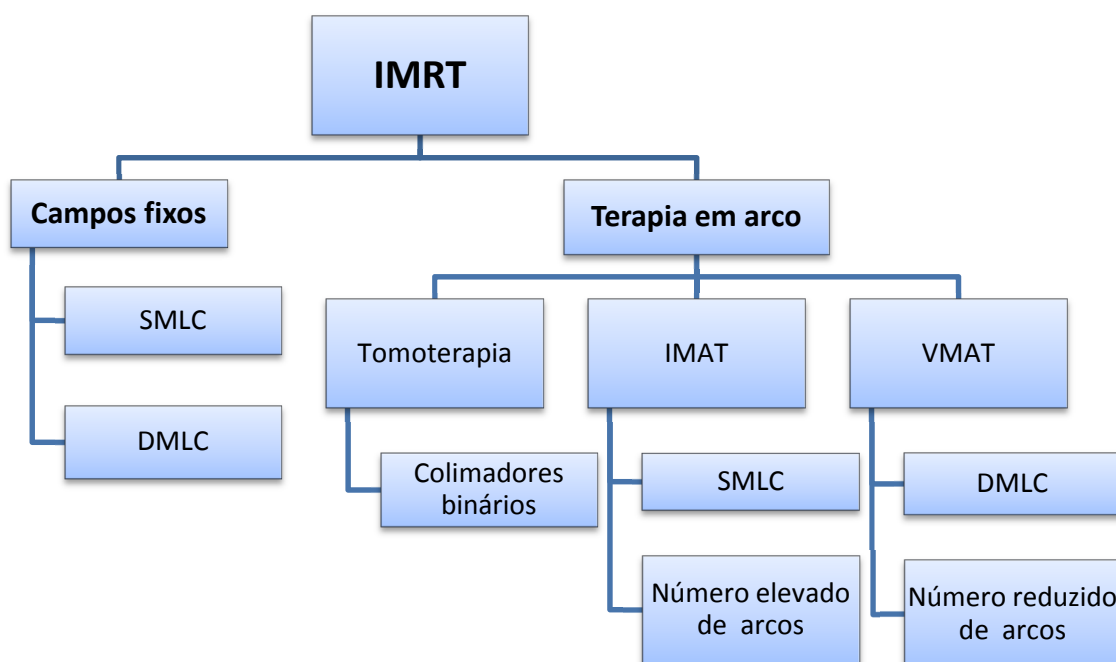 IMRT
Campos fixos
SMLC
DMLC
Terapia em arco
Tomoterapia
Colimadores
binários
IMAT
SMLC
Número elevado
de arcos
VMAT
DMLC
Número reduzido
de arcos